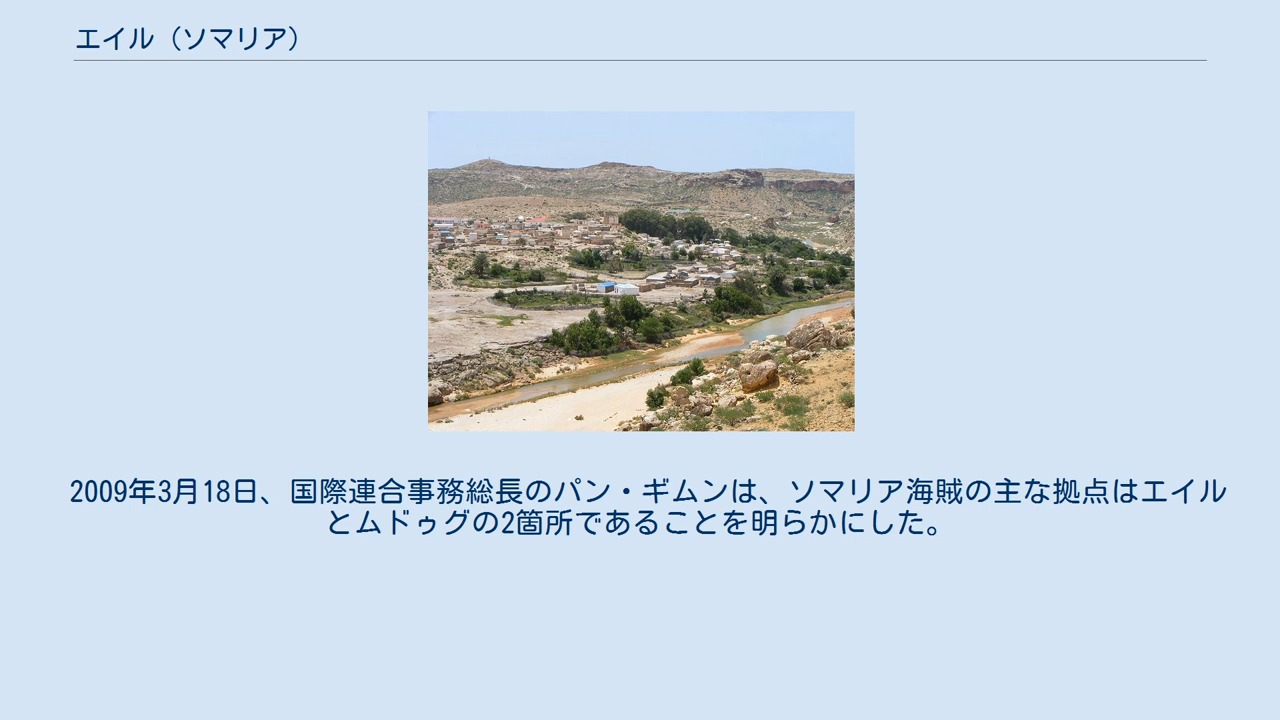 エイル（ソマリア）
2009年3月18日、国際連合事務総長のパン・ギムンは、ソマリア海賊の主な拠点はエイル
とムドゥグの2箇所であることを明らかにした。